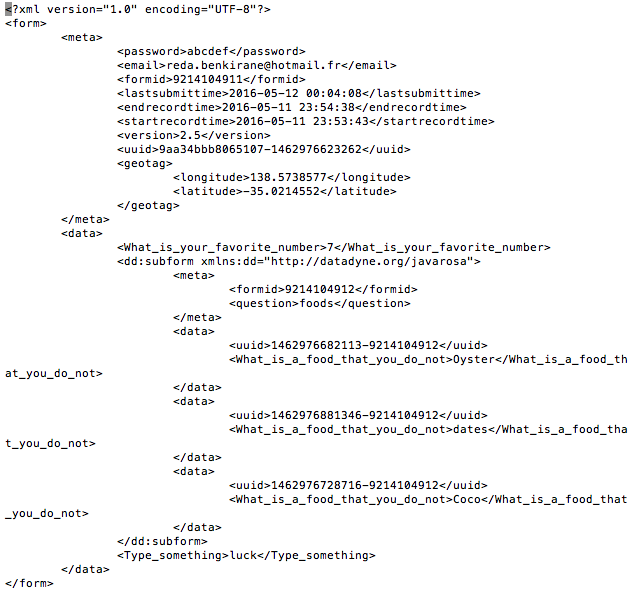 <?xml version="1.0" encoding="UTF-8"?>
<form>
<meta>
<password>abcdef</password>
<email>reda.benkirane@hotmail.fr</email>
<formid>9214104911</formid>
<lastsubmittime>2016-05-12 00:04:08</lastsubmittime>
<endrecordtime>2016-05-11 23:54:38</endrecordtime>
<startrecordtime>2016-05-11 23:53:43</startrecordtime>
<version>2.5</version>
<uuid>9aa34bbb8065107-1462976623262</uuid>
<geotag>
<longitude>138.5738577</longitude>
<latitude>-35.0214552</latitude>
</geotag>
</meta>
<data>
<What_is_your_favorite_number>7</What_is_your_favorite_number>
<dd:subform xmlns:dd="http://datadyne.org/javarosa">
<meta>
<formid>9214104912</formid>
<question>foods</question>
</meta>
<data>
<uuid>1462976682113-9214104912</uuid>
<What_is_a_food_that_you_do_not>Oyster</What_is_a_food_th
at_you_do_not>
</data>
<data>
<uuid>1462976881346-9214104912</uuid>
<What_is_a_food_that_you_do_not>dates</What_is_a_food_tha
t_you_do_not>
</data>
<data>
<uuid>1462976728716-9214104912</uuid>
<What_is_a_food_that_you_do_not>Coco</What_is_a_food_that
_you_do_not>
</data>
</dd:subform>
<Type_something>luck</Type_something>
</data>
</form>